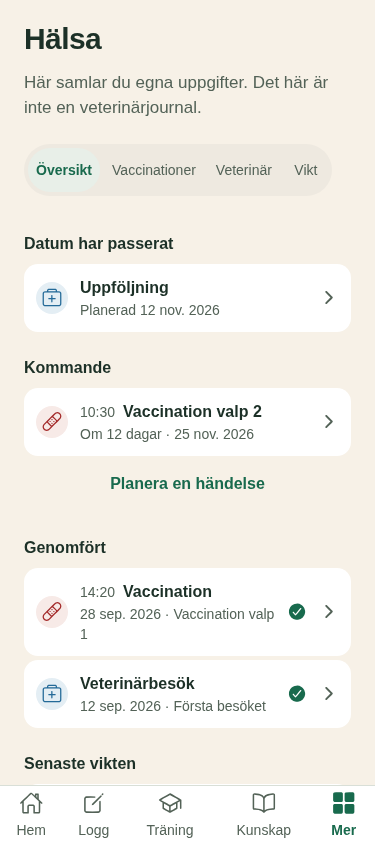 Hälsa
Här samlar du egna uppgifter. Det här är
inte en veterinärjournal.
Översikt Vaccinationer Veterinär Vikt
Datum har passerat
Uppföljning
Planerad 12 nov. 2026
Kommande
10:30 Vaccination valp 2
Om 12 dagar · 25 nov. 2026
Planera en händelse
Genomfört
14:20 Vaccination
28 sep. 2026 · Vaccination valp
1
Veterinärbesök
12 sep. 2026 · Första besöket
Senaste vikten
Hem Logg Träning Kunskap Mer